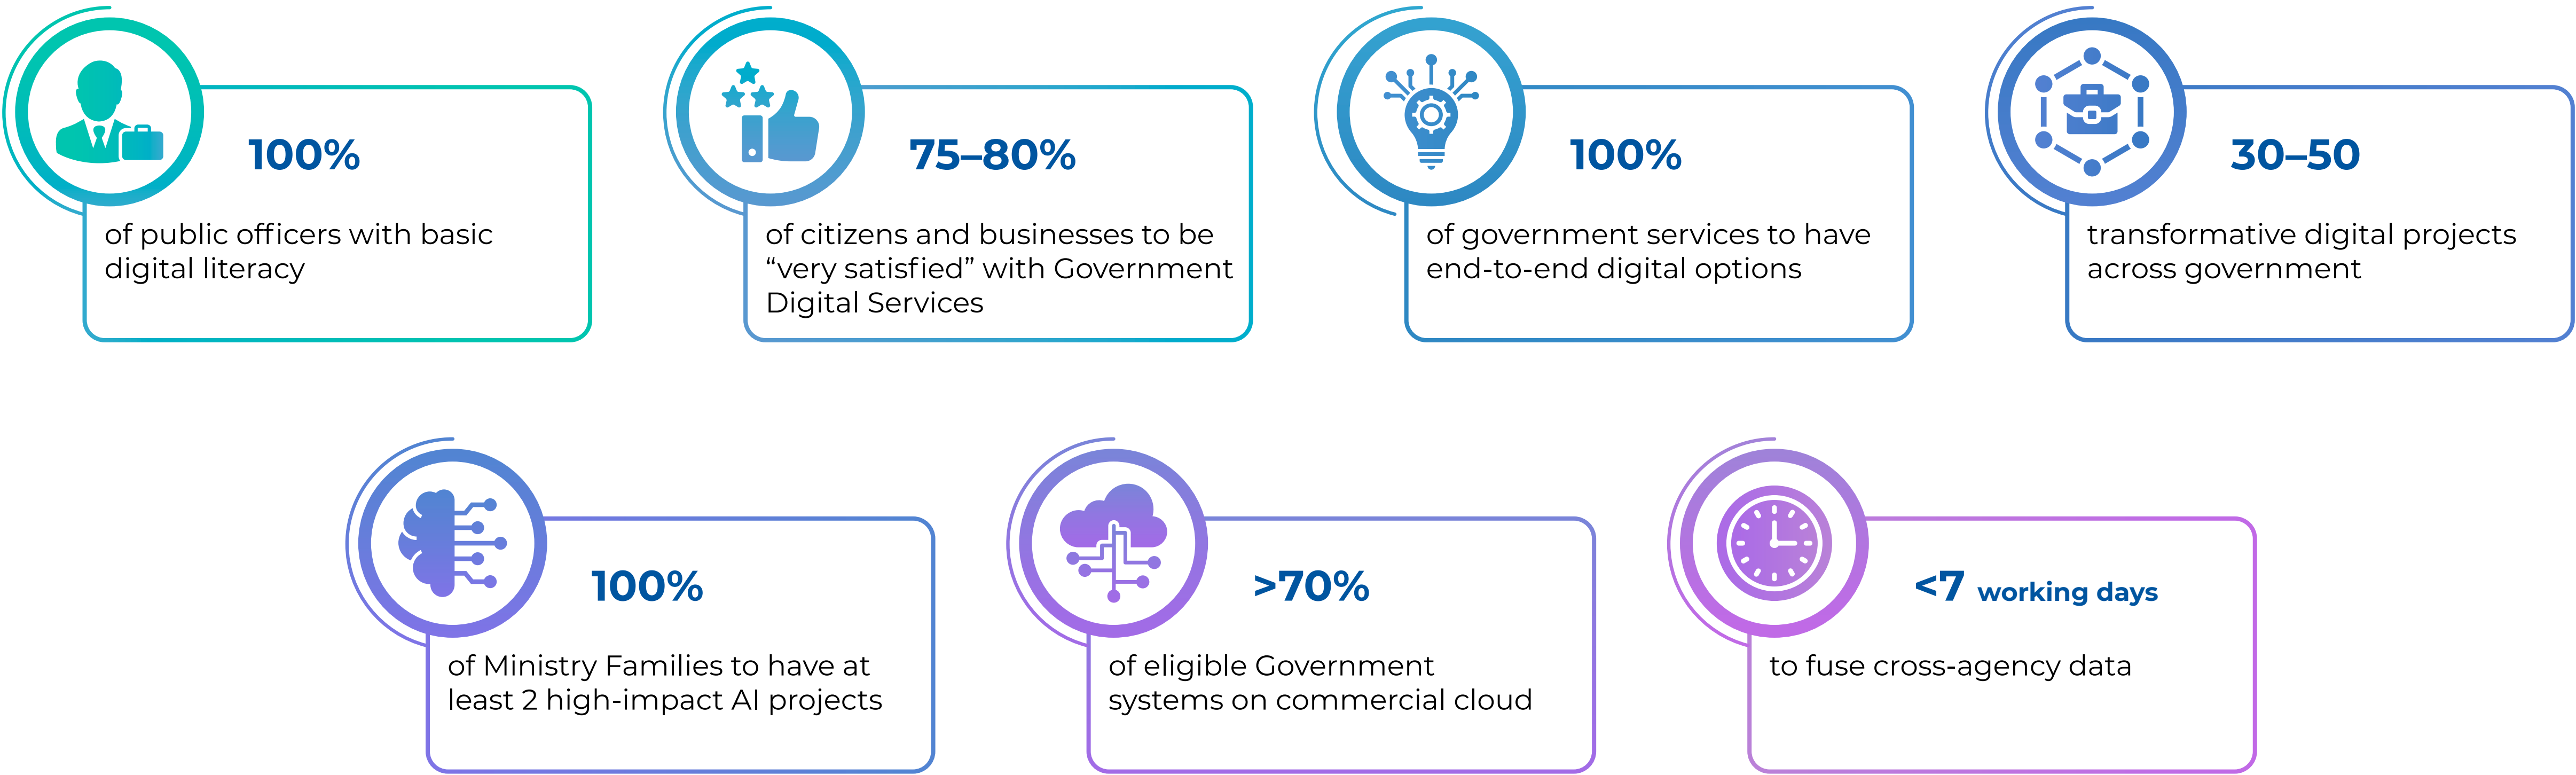 100%
of public officers with basic
digital literacy
75–80%
of citizens and businesses to be
“very satisfied” with Government
Digital Services
100%
of government services to have
end-to-end digital options
30–50
transformative digital projects
across government
100%
of Ministry Families to have at
least 2 high-impact AI projects
>70%
of eligible Government
systems on commercial cloud
<7 working days
to fuse cross-agency data